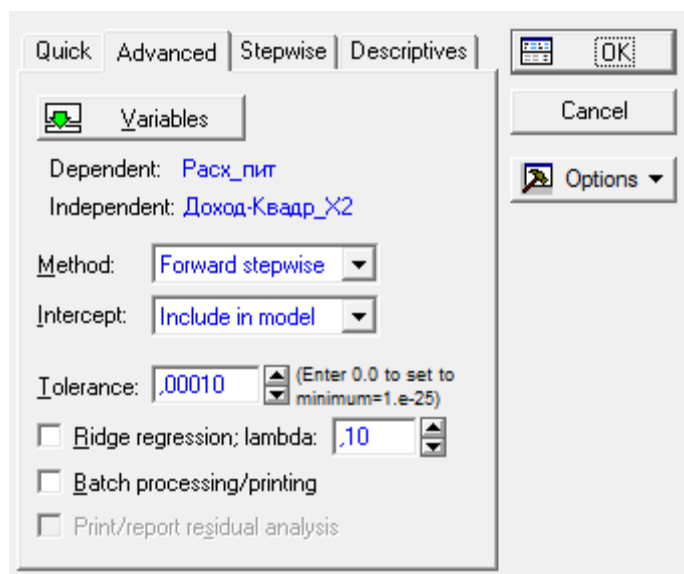 Quick Advanced Stepwise Descriptives
OK
Variables
Cancel
Dependent: Расх_пит
Options
Independent: Доход-Квадр_X2
Method: Forward stepwise
Intercept: Include in model
Tolerance: ,00010 (Enter 0.0 to set to
minimum=1.e-25)
Ridge regression; lambda: ,10
Batch processing/printing
Print/report residual analysis